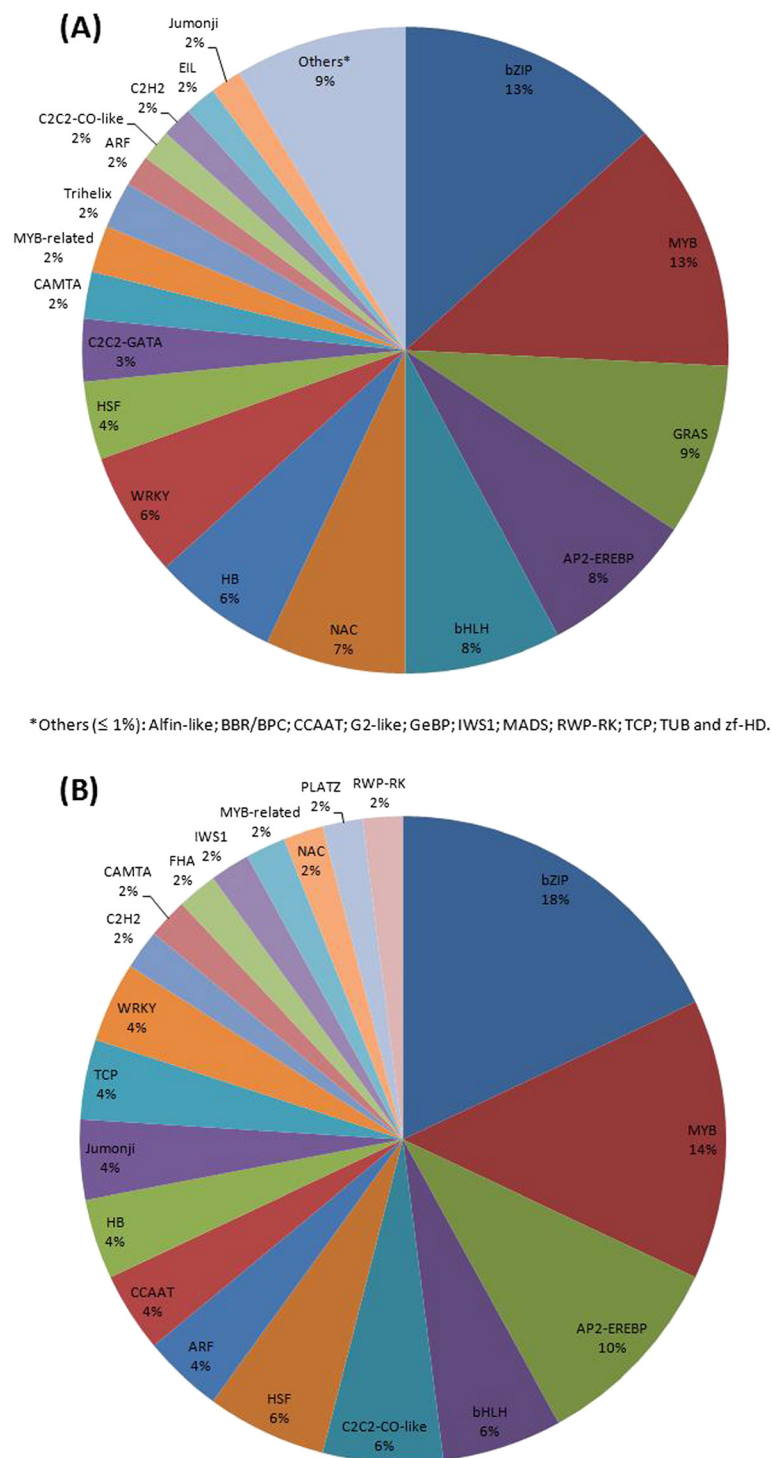 (A)
bZIP
13%
MYB
13%
GRAS
9%
AP2-EREBP
8%
bHLH
8%
NAC
7%
HB
6%
WRKY
6%
HSF
4%
C2C2-GATA
3%
CAMTA
2%
MYB-related
2%
Trihelix
2%
ARF
2%
C2C2-CO-like
2%
C2H2
2%
EIL
2%
Jumonji
2%
Others*
9%
*Others (≤ 1%): Alfin-like; BBR/BPC; CCAAT; G2-like; GeBP; IWS1; MADS; RWP-RK; TCP; TUB and zf-HD.
(B)
bZIP
18%
MYB
14%
AP2-EREBP
10%
bHLH
6%
C2C2-CO-like
6%
HSF
6%
ARF
4%
CCAAT
4%
HB
4%
Jumonji
4%
TCP
4%
WRKY
4%
C2H2
2%
CAMTA
2%
FHA
2%
IWS1
2%
MYB-related
2%
NAC
2%
PLATZ
2%
RWP-RK
2%